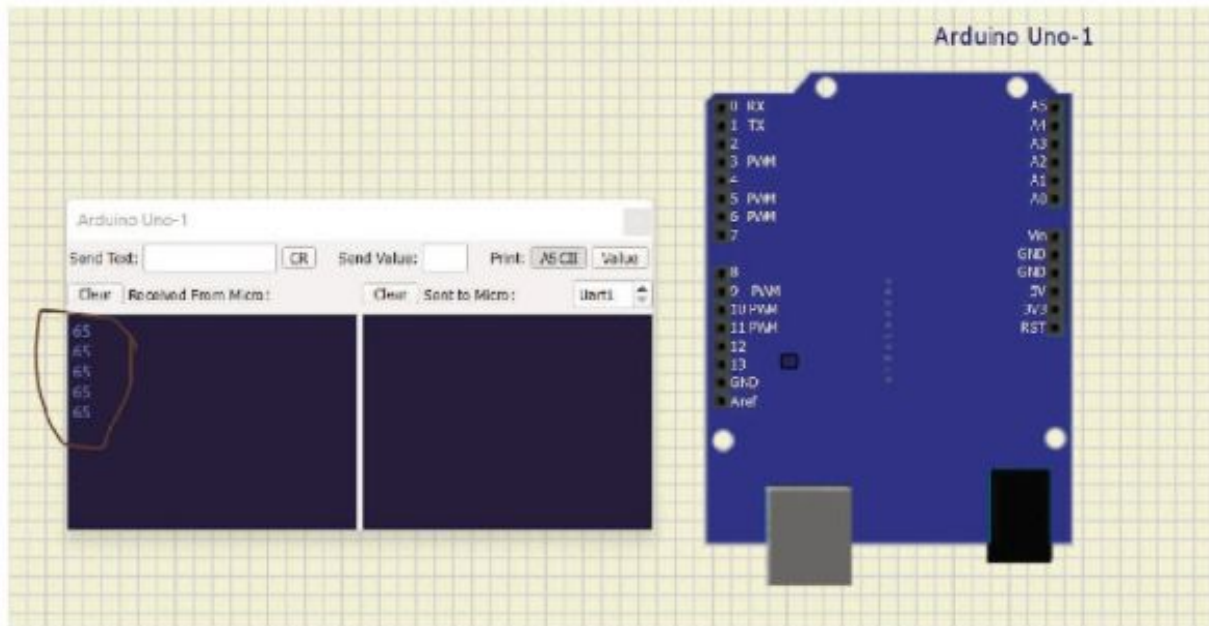 Arduino Uno-1
Arduino Uno-1
Send Text: CR Send Value: Print: ASCII Value
Clear Received From Micro: Clear Sent to Micro: Uart1
65
65
65
65
65
0 RX
1 TX
2
3 PWM
4
5 PWM
6 PWM
7
8
9 PWM
10 PWM
11 PWM
12
13
GND
Aref
A5
A4
A3
A2
A1
A0
Vin
GND
GND
5V
3V3
RST